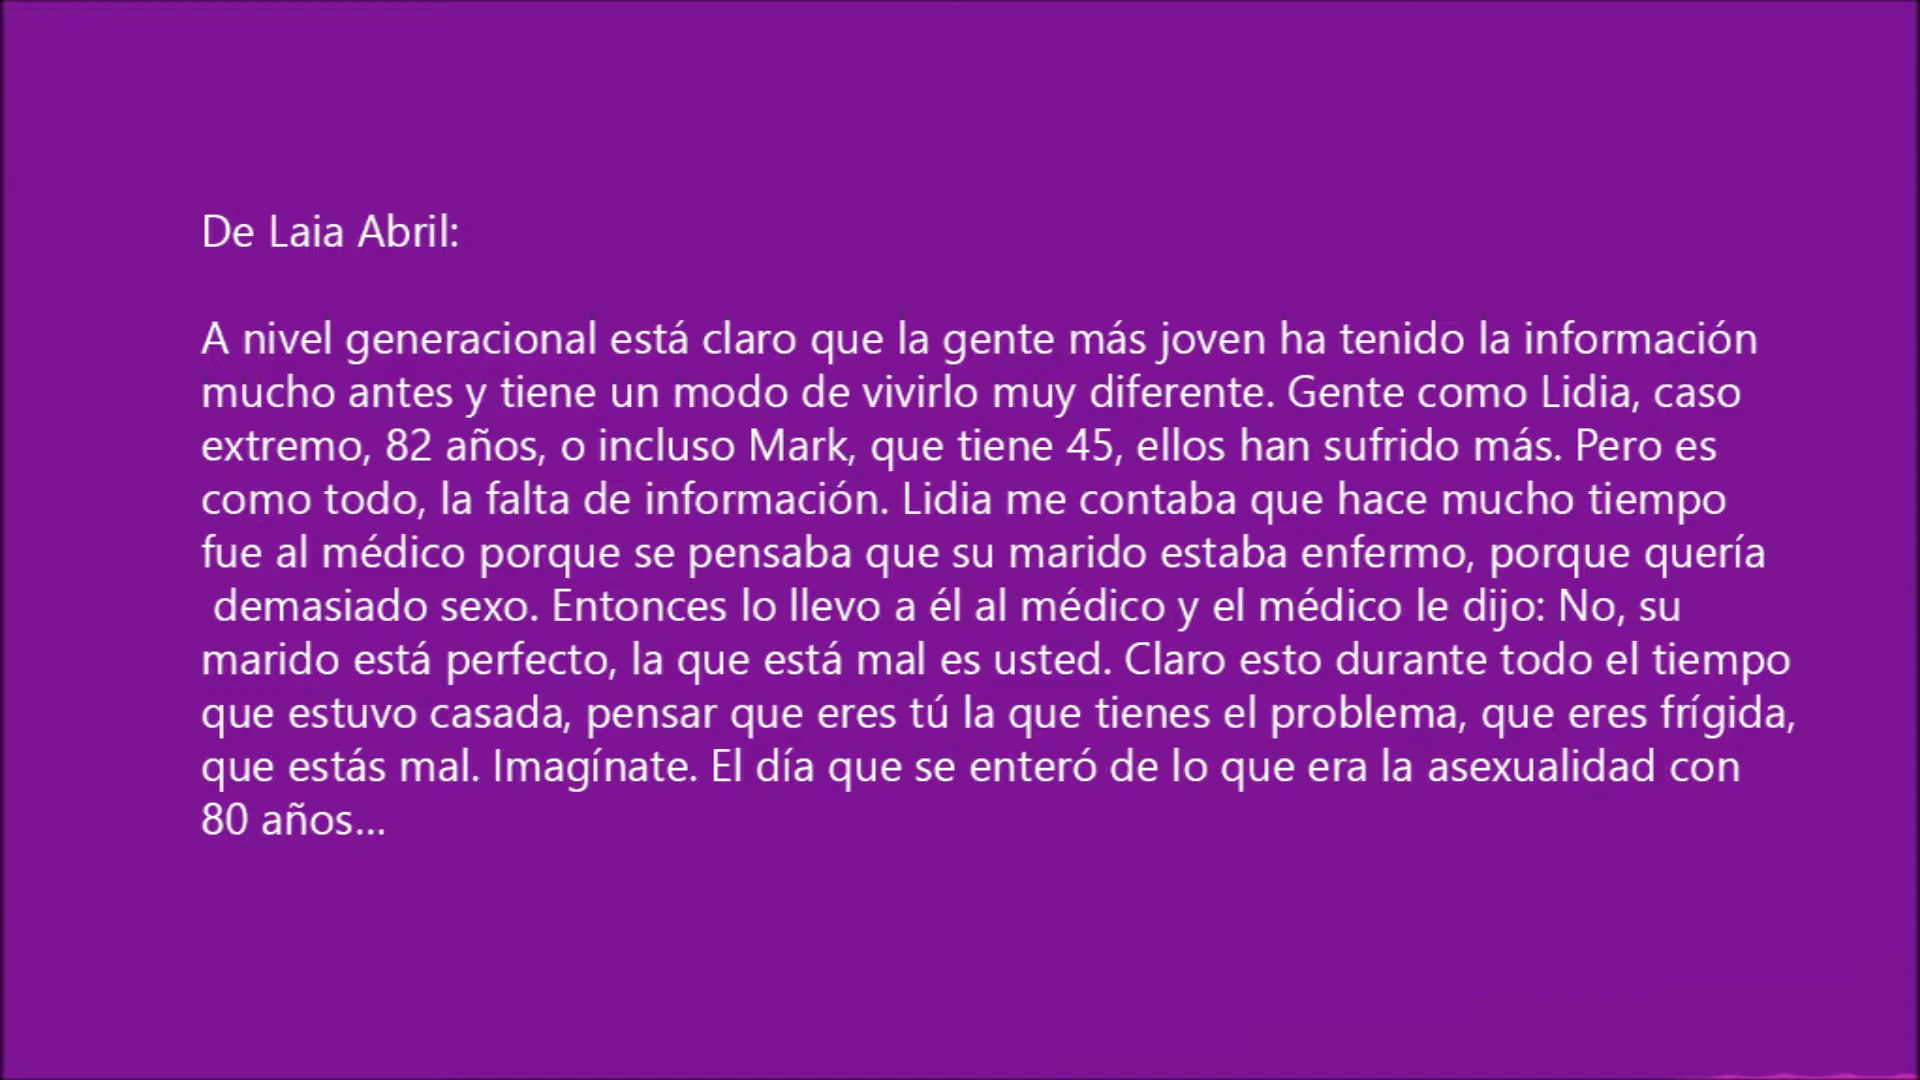 De Laia Abril:
A nivel generacional está claro que la gente más joven ha tenido la información
mucho antes y tiene un modo de vivirlo muy diferente. Gente como Lidia, caso
extremo, 82 años, o incluso Mark, que tiene 45, ellos han sufrido más. Pero es
como todo, la falta de información. Lidia me contaba que hace mucho tiempo
fue al médico porque se pensaba que su marido estaba enfermo, porque quería
demasiado sexo. Entonces lo llevo a él al médico y el médico le dijo: No, su
marido está perfecto, la que está mal es usted. Claro esto durante todo el tiempo
que estuvo casada, pensar que eres tú la que tienes el problema, que eres frígida,
que estás mal. Imagínate. El día que se enteró de lo que era la asexualidad con
80 años...